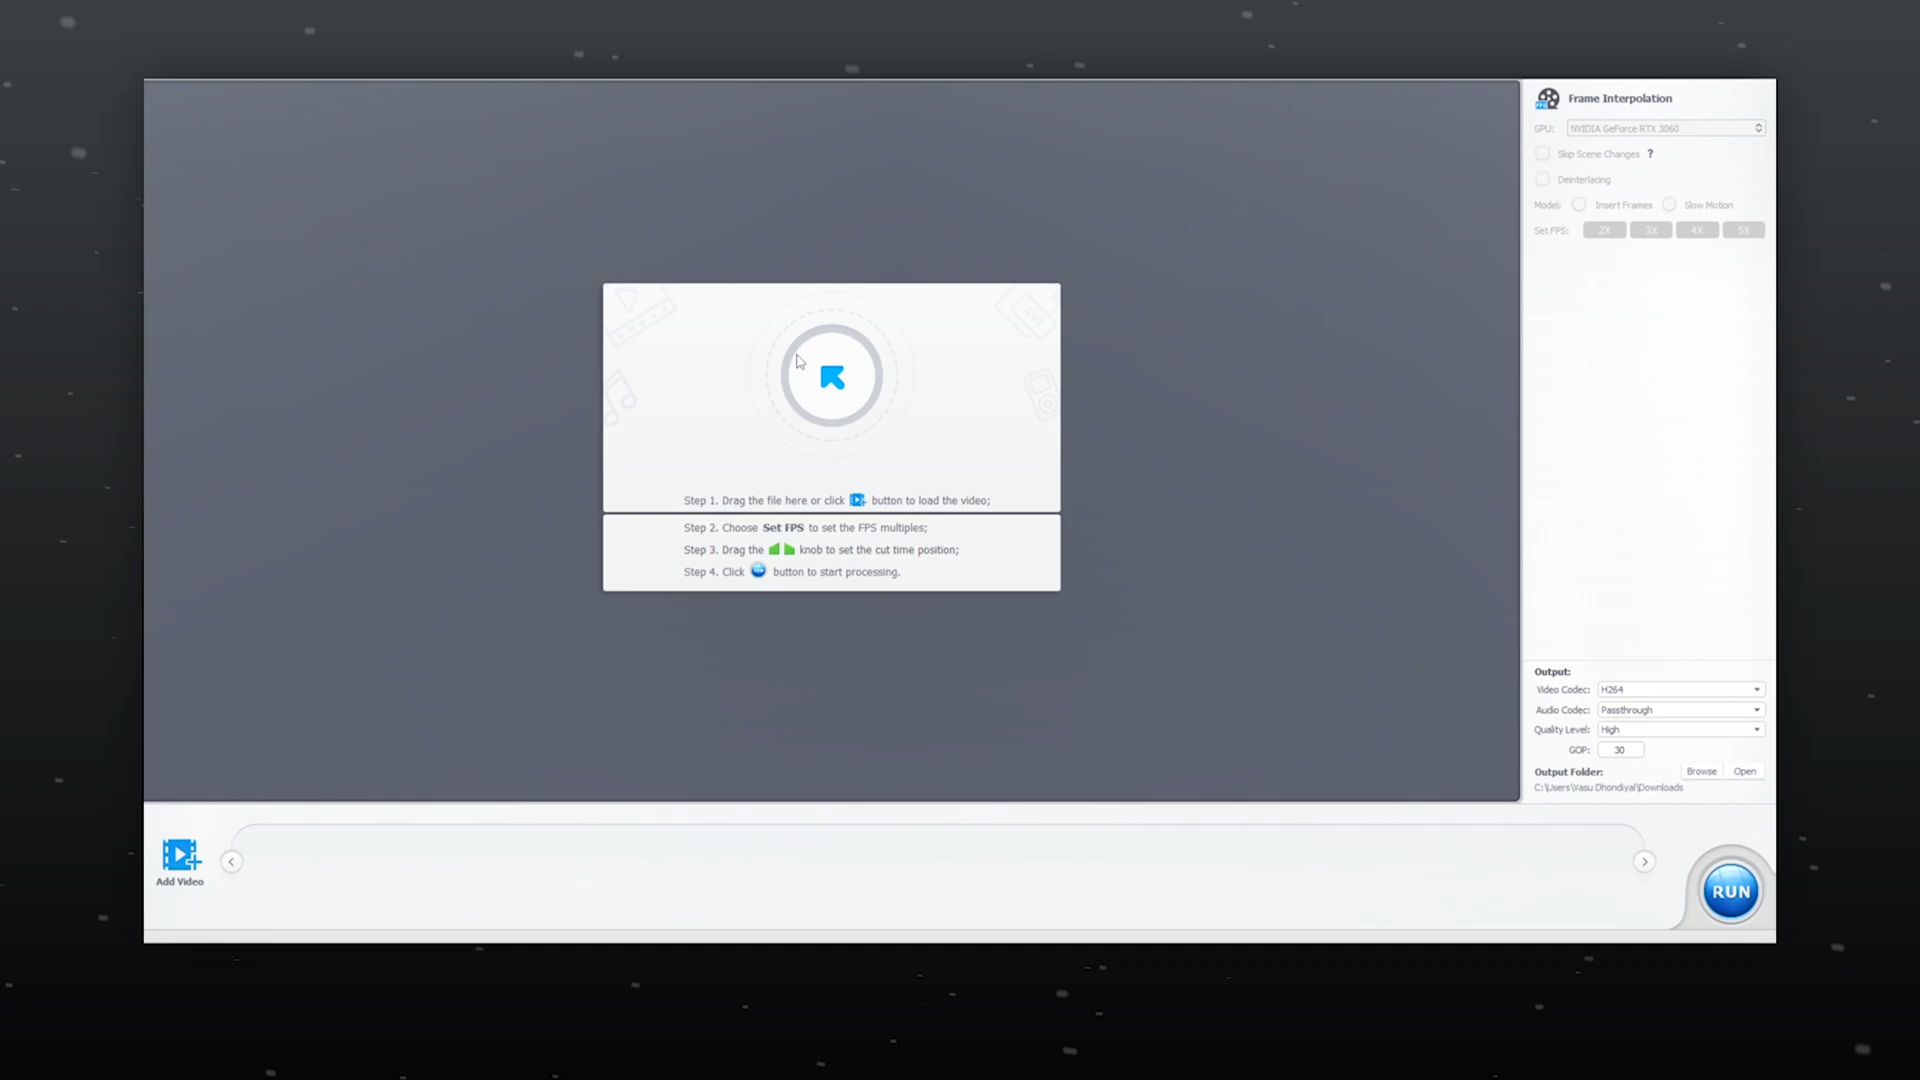 Frame Interpolation
GPU: NVIDIA GeForce RTX 3060
Skip Scene Changes ?
Deinterlacing
Model: Insert Frames Slow Motion
Set FPS: 2X 3X 4X 5X
Step 1. Drag the file here or click button to load the video;
Step 2. Choose Set FPS to set the FPS multiples;
Step 3. Drag the knob to set the cut time position;
Step 4. Click button to start processing.
Output:
Video Codec: H264
Audio Codec: Passthrough
Quality Level: High
GOP: 30
Output Folder: Browse Open
C:\Users\Vasu Dhondiyal\Downloads
Add Video
RUN